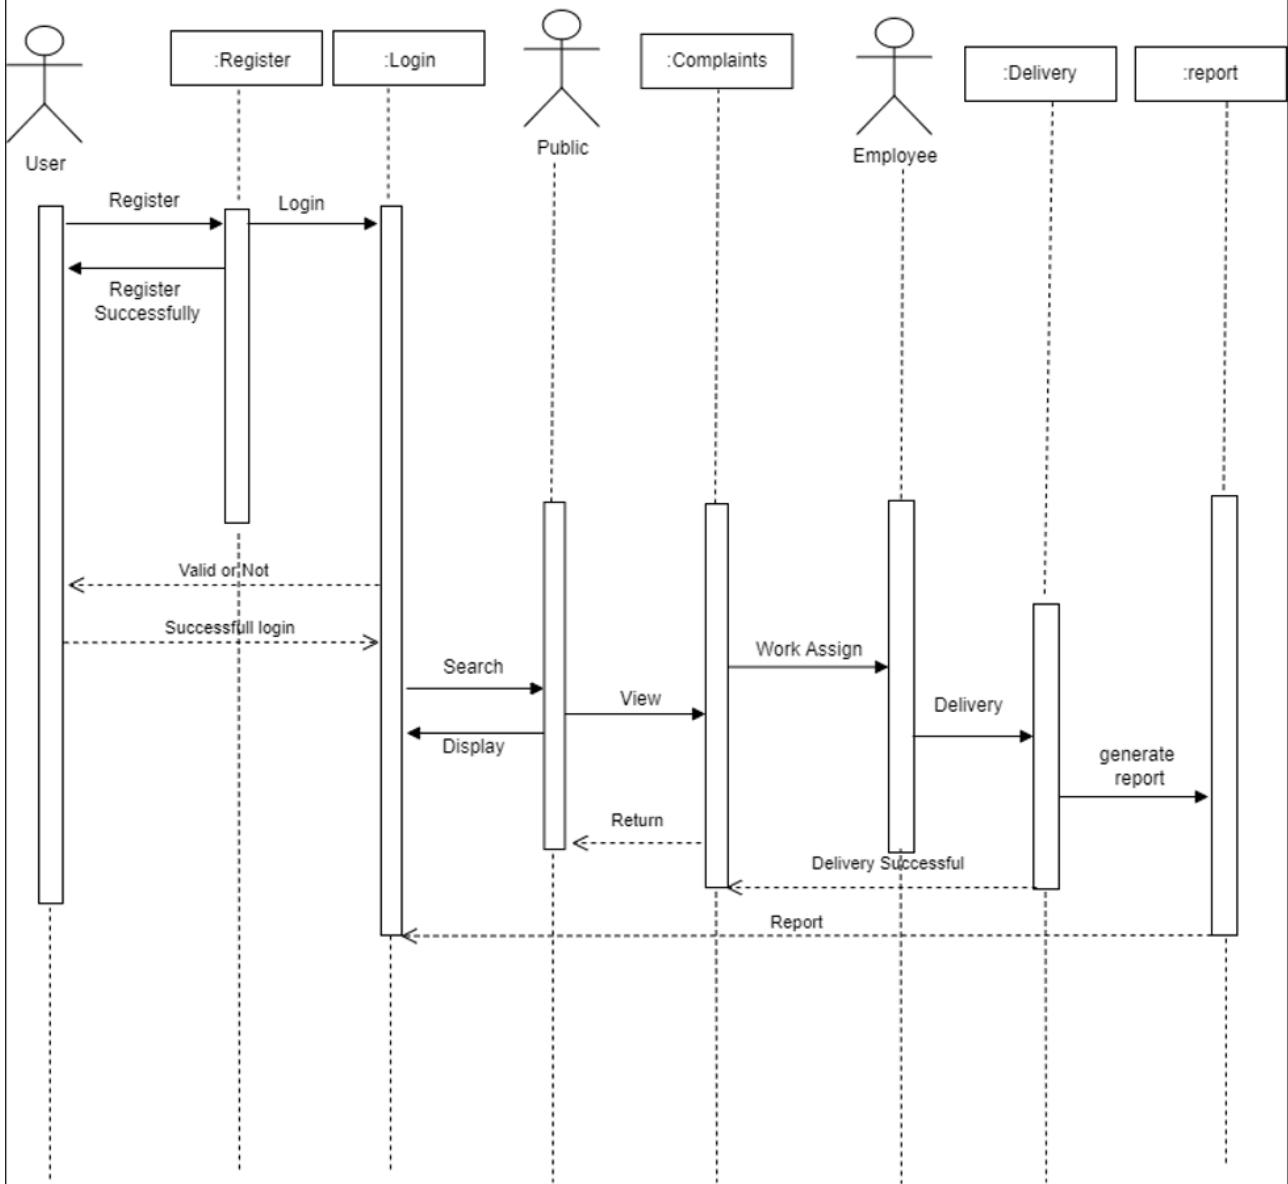 :Register
:Login
:Complaints
:Delivery
:report
User
Public
Employee
Register
Login
Register
Successfully
Valid or Not
Successfull login
Search
Work Assign
View
Delivery
Display
generate
report
Return
Delivery Successful
Report